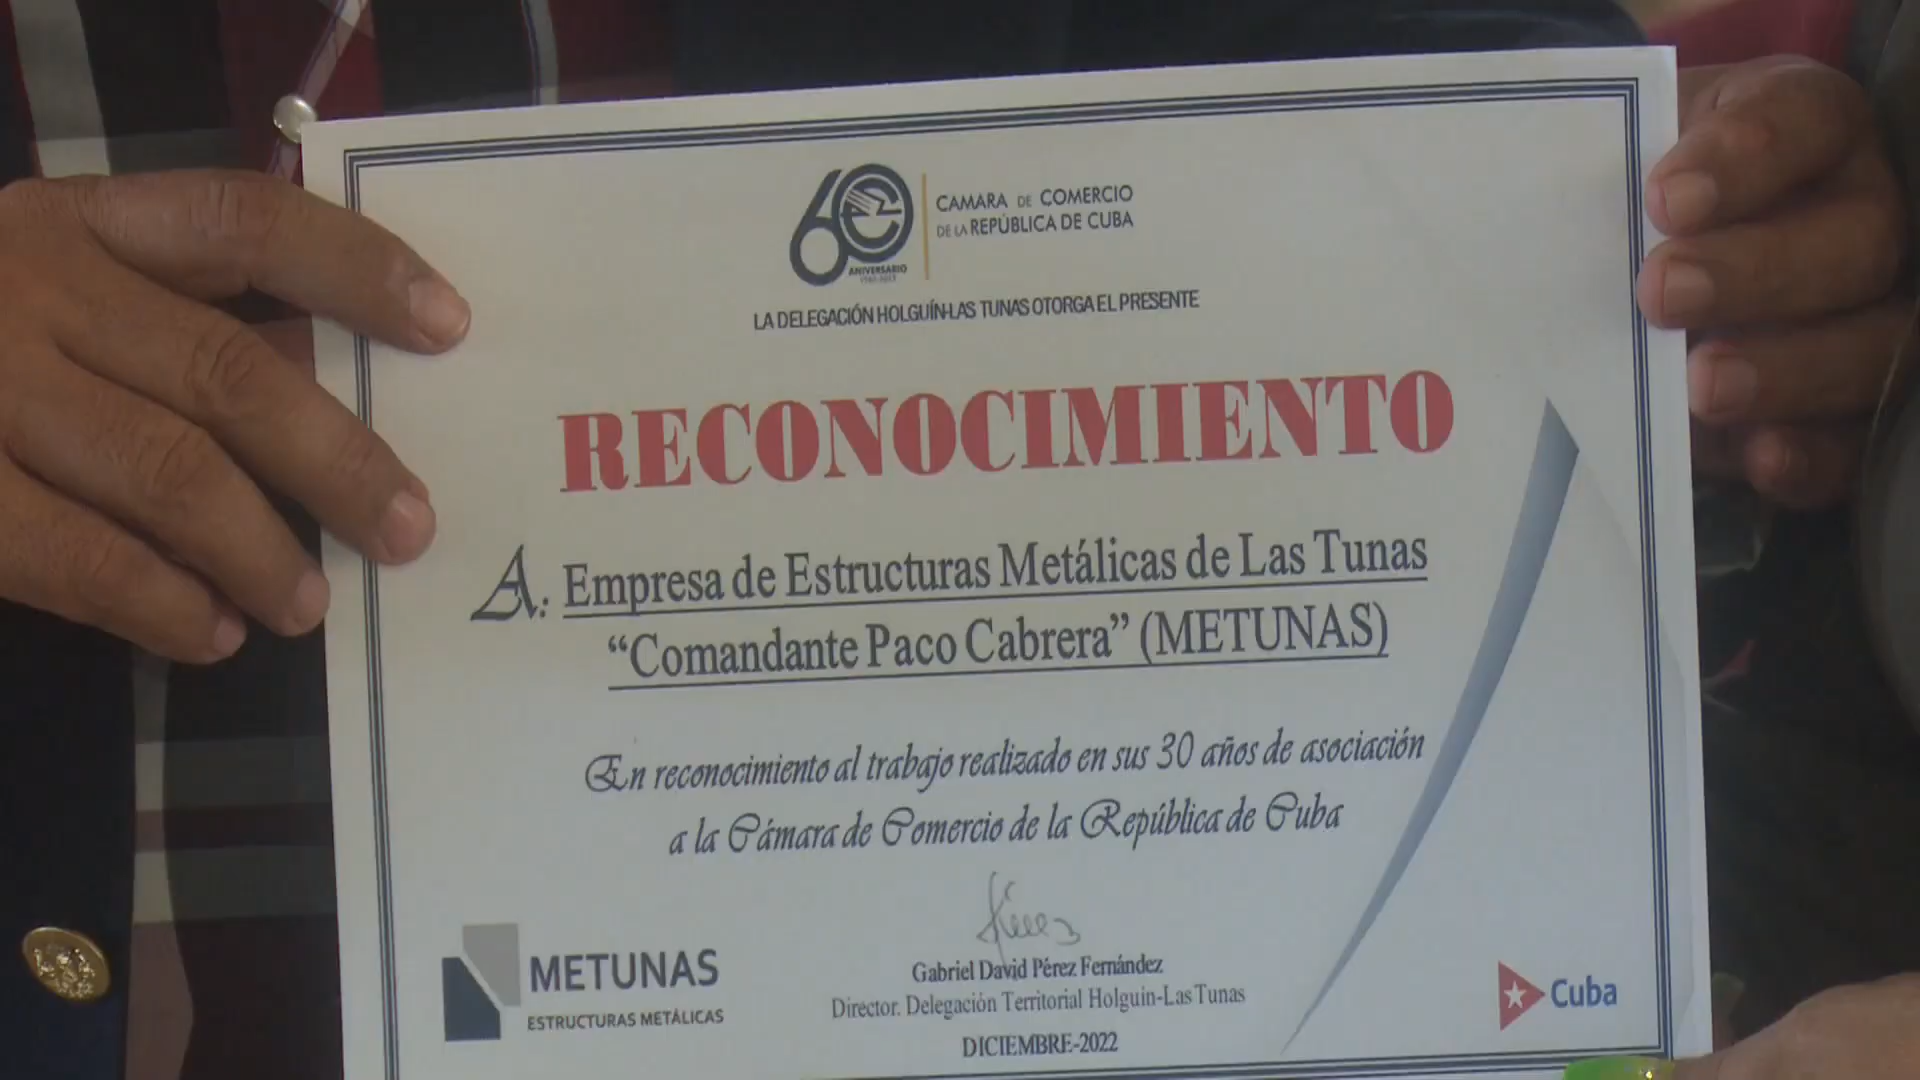 60
ANIVERSARIO
CAMARA DE COMERCIO
DE LA REPÚBLICA DE CUBA
LA DELEGACIÓN HOLGUÍN-LAS TUNAS OTORGA EL PRESENTE
RECONOCIMIENTO
A: Empresa de Estructuras Metálicas de Las Tunas
“Comandante Paco Cabrera” (METUNAS)
En reconocimiento al trabajo realizado en sus 30 años de asociación
a la Cámara de Comercio de la República de Cuba
METUNAS
ESTRUCTURAS METÁLICAS
Gabriel David Pérez Fernández
Director. Delegación Territorial Holguín-Las Tunas
DICIEMBRE-2022
Cuba